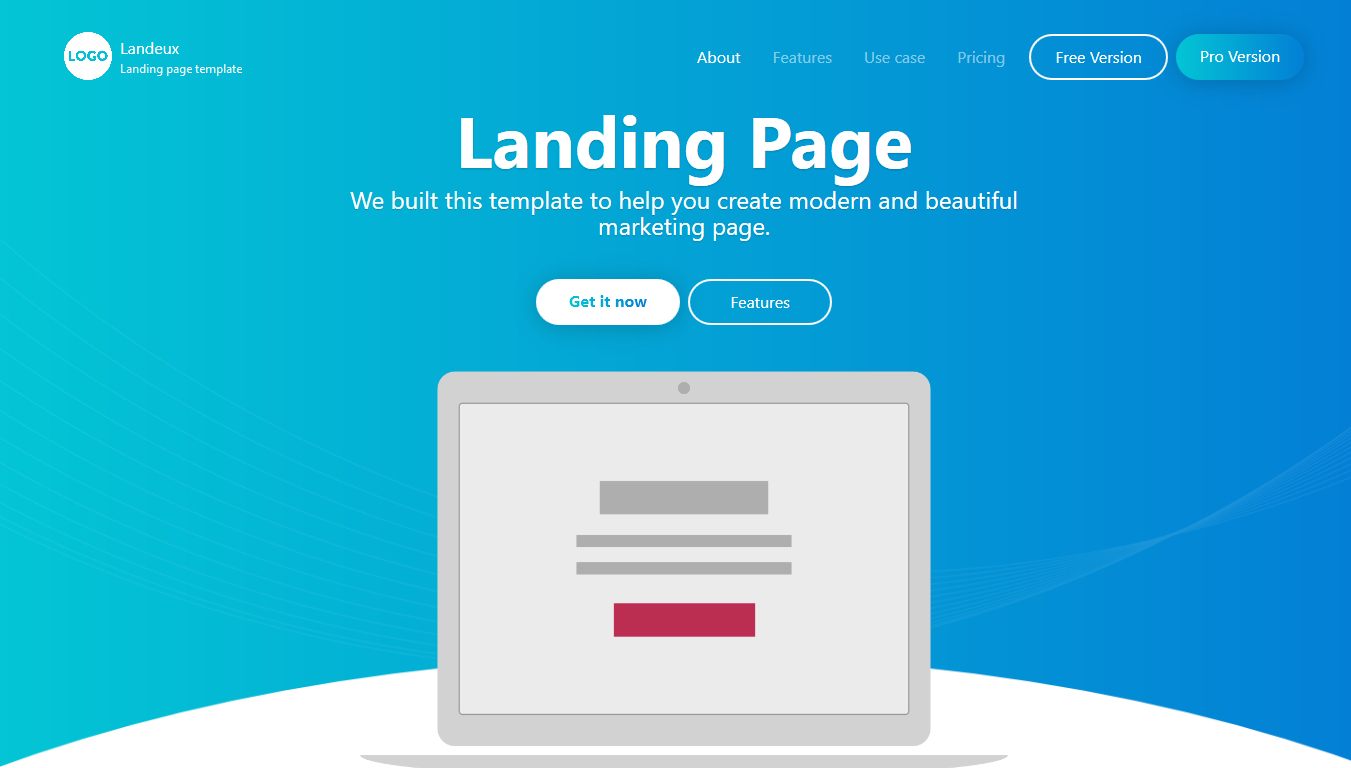 LOGO
Landeux
Landing page template
About
Features
Use case
Pricing
Free Version
Pro Version
Landing Page
We built this template to help you create modern and beautiful
marketing page.
Get it now
Features